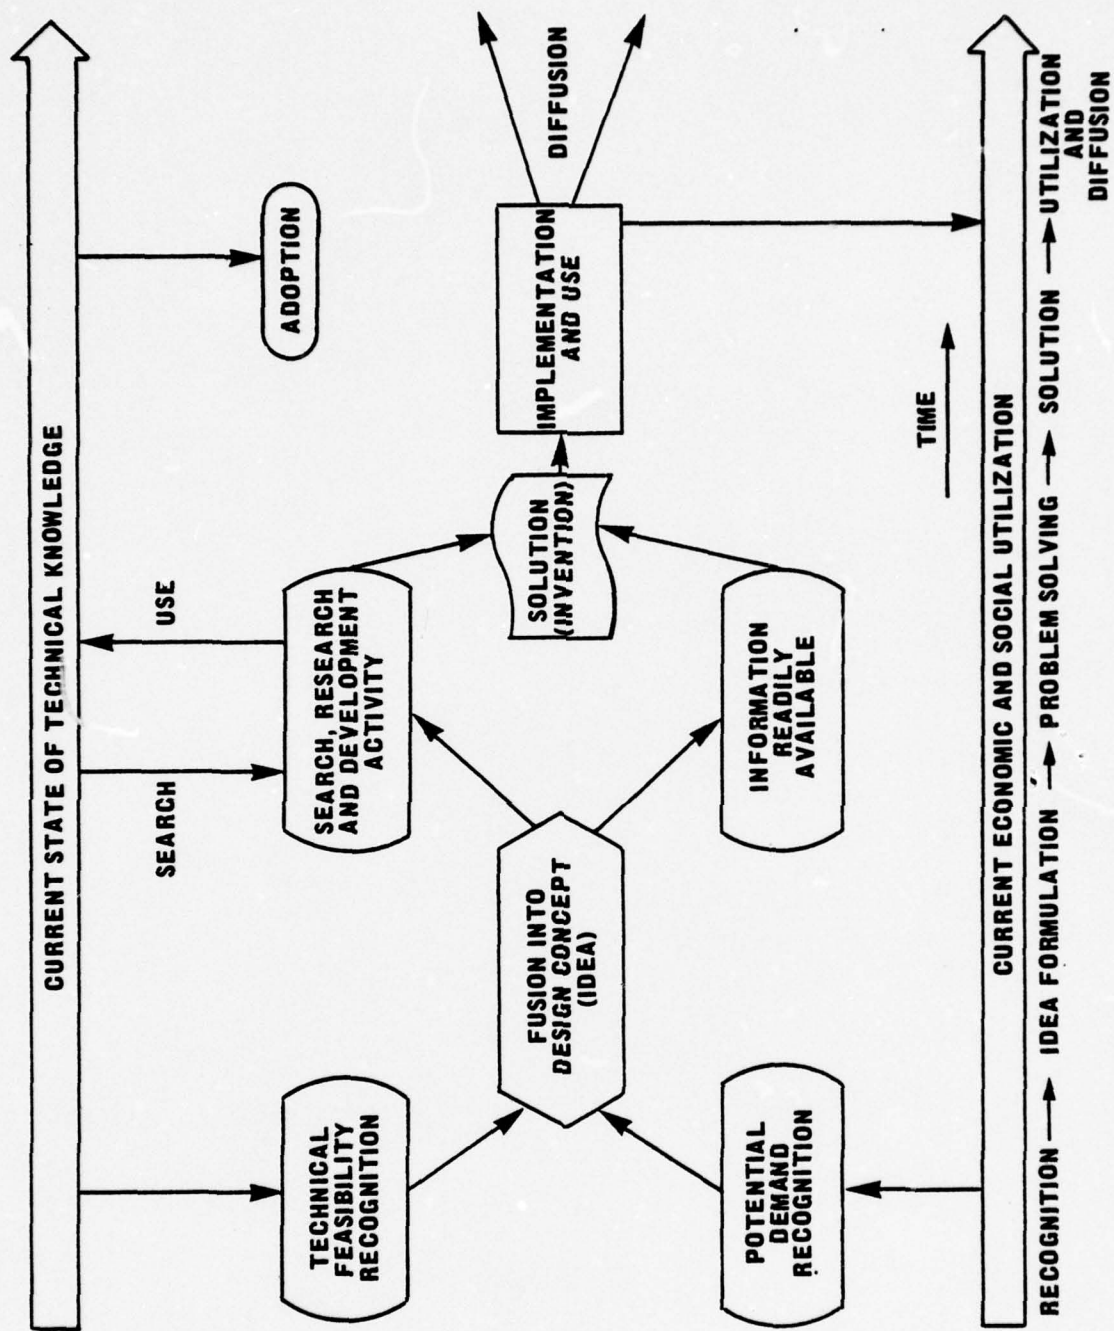 CURRENT STATE OF TECHNICAL KNOWLEDGE
SEARCH
USE
TECHNICAL
FEASIBILITY
RECOGNITION
SEARCH, RESEARCH
AND DEVELOPMENT
ACTIVITY
ADOPTION
FUSION INTO
DESIGN CONCEPT
(IDEA)
SOLUTION
(INVENTION)
IMPLEMENTATION
AND USE
DIFFUSION
POTENTIAL
DEMAND
RECOGNITION
INFORMATION
READILY
AVAILABLE
TIME
CURRENT ECONOMIC AND SOCIAL UTILIZATION
RECOGNITION → IDEA FORMULATION → PROBLEM SOLVING → SOLUTION → UTILIZATION
AND
DIFFUSION